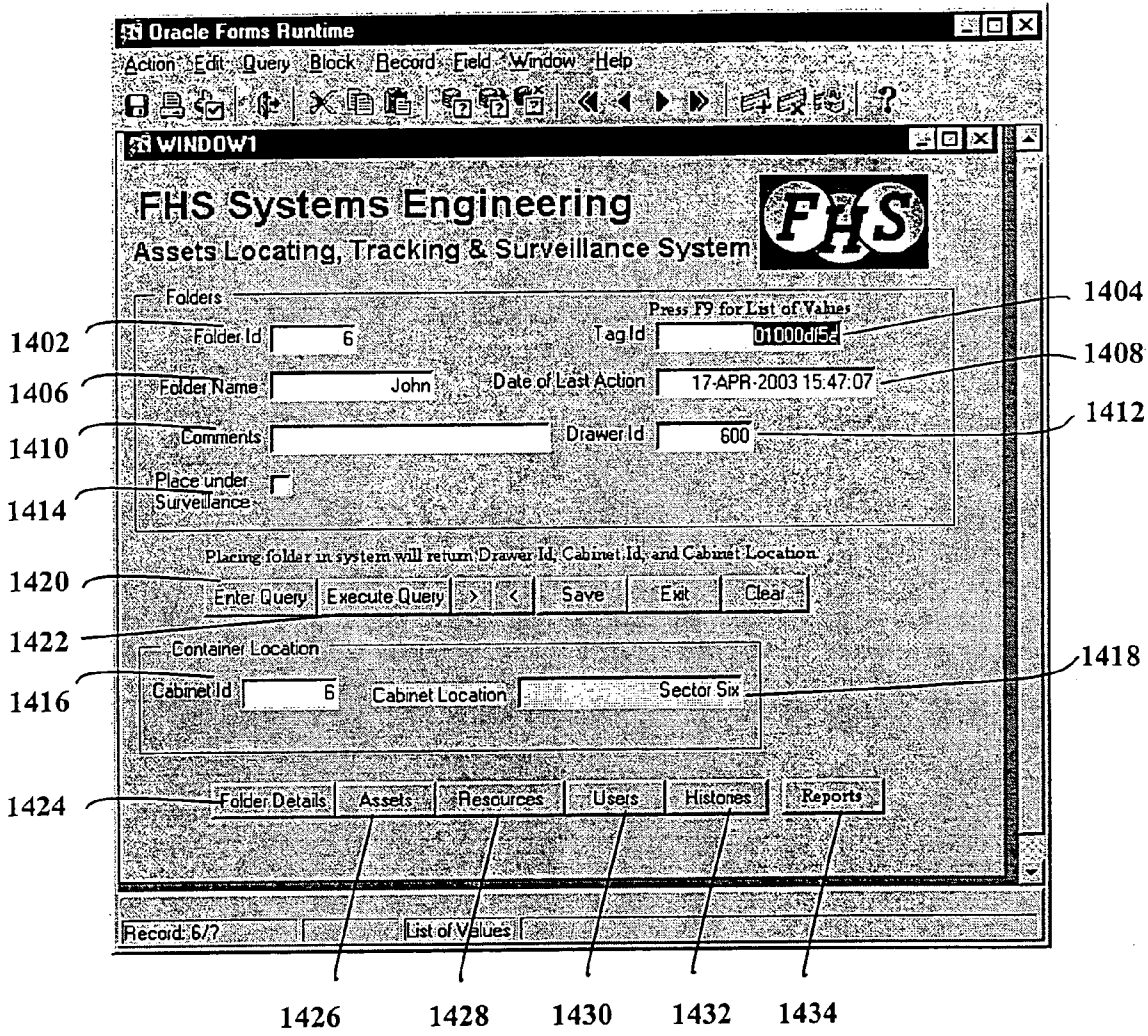 Oracle Forms Runtime
Action Edit Query Block Record Field Window Help
WINDOW1
FHS Systems Engineering
FHS
Assets Locating, Tracking & Surveillance System
Folders
Press F9 for List of Values
1404
1402
Folder Id 6
Tag Id
1408
1406
Folder Name John
Date of Last Action 17-APR-2003 15:47:07
1412
1410
Comments
Drawer Id 600
Place under
Surveillance
1414
Placing folder in system will return Drawer Id, Cabinet Id, and Cabinet Location.
1420
Enter Query Execute Query > < Save Exit Clear
1422
Container Location
1418
1416
Cabinet Id 6
Cabinet Location Sector Six
1424
Folder Details Assets Resources Users Histories Reports
Record: 6/? List of Values
1426 1428 1430 1432 1434